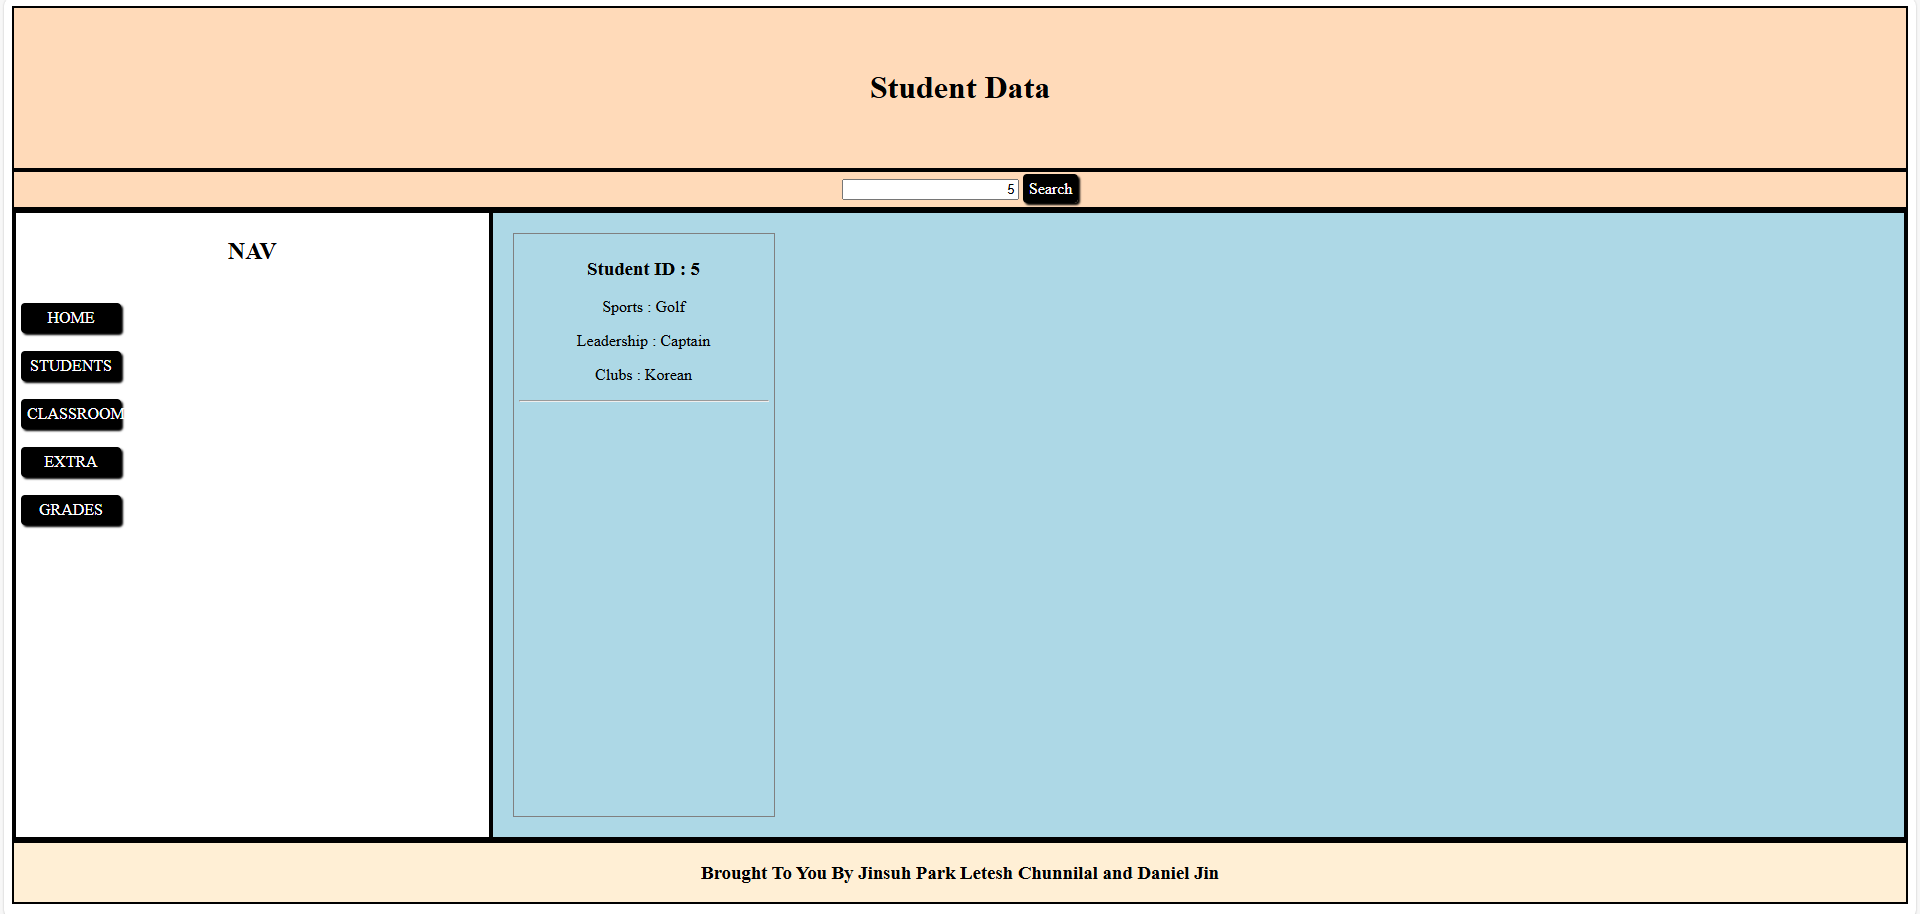 Student Data
5 Search
NAV
HOME
STUDENTS
CLASSROOM
EXTRA
GRADES
Student ID : 5
Sports : Golf
Leadership : Captain
Clubs : Korean
Brought To You By Jinsuh Park Letesh Chunnilal and Daniel Jin